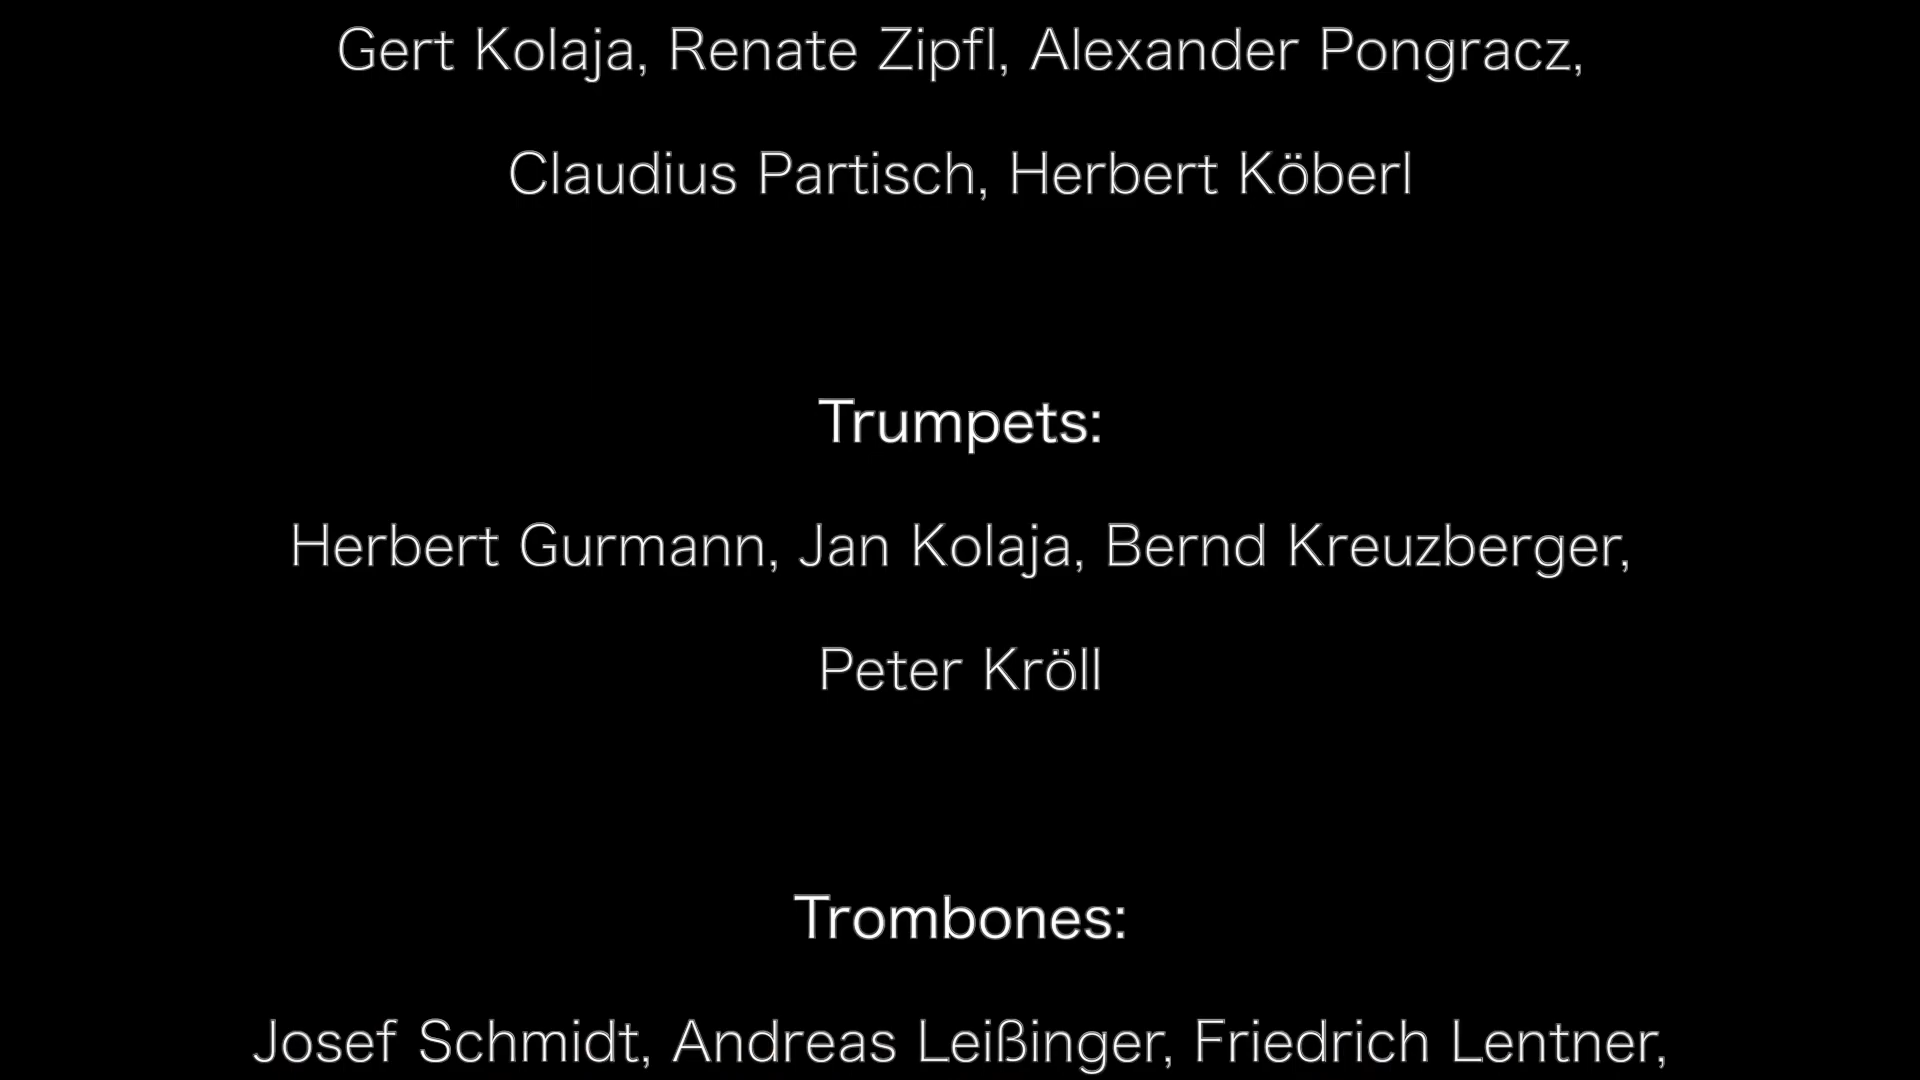 Gert Kolaja, Renate Zipfl, Alexander Pongracz,
Claudius Partisch, Herbert Köberl
Trumpets:
Herbert Gurmann, Jan Kolaja, Bernd Kreuzberger,
Peter Kröll
Trombones:
Josef Schmidt, Andreas Leißinger, Friedrich Lentner,